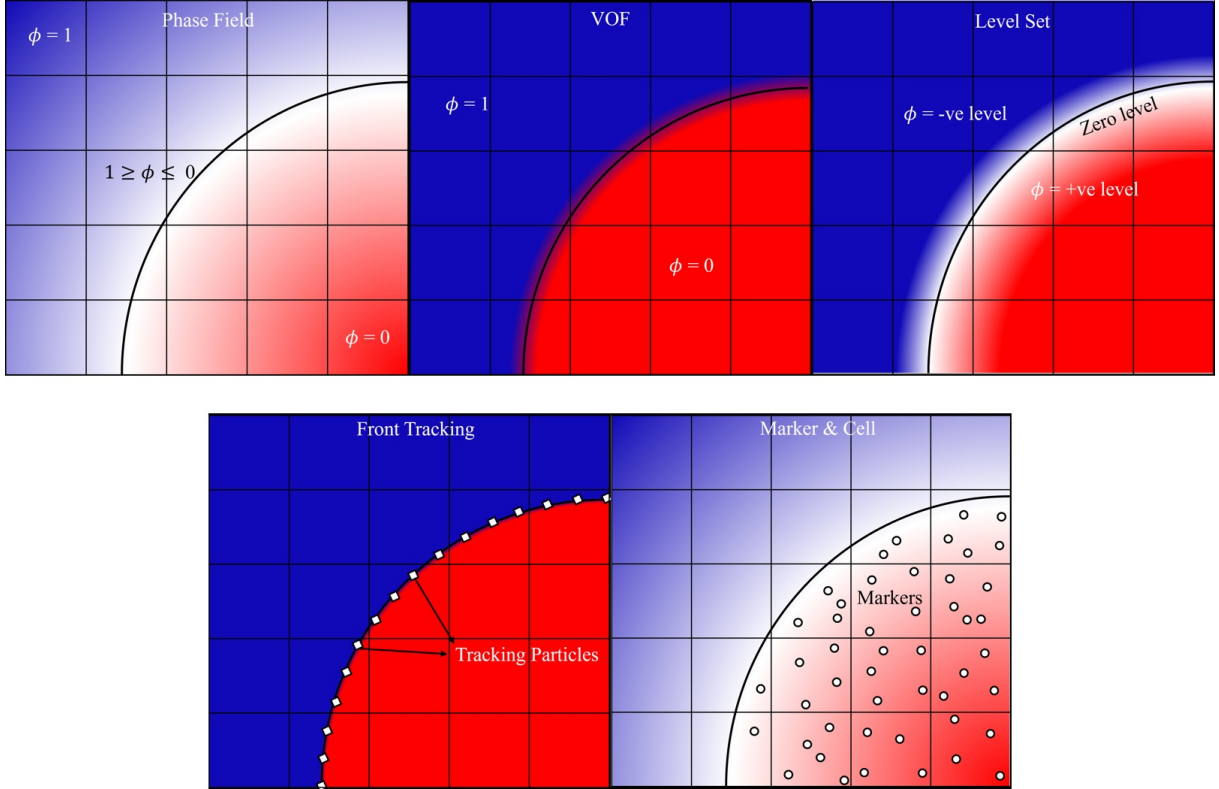 Phase Field
ϕ = 1
1 ≥ ϕ ≤ 0
ϕ = 0
VOF
ϕ = 1
ϕ = 0
Level Set
ϕ = -ve level
Zero level
ϕ = +ve level
Front Tracking
Tracking Particles
Marker & Cell
Markers